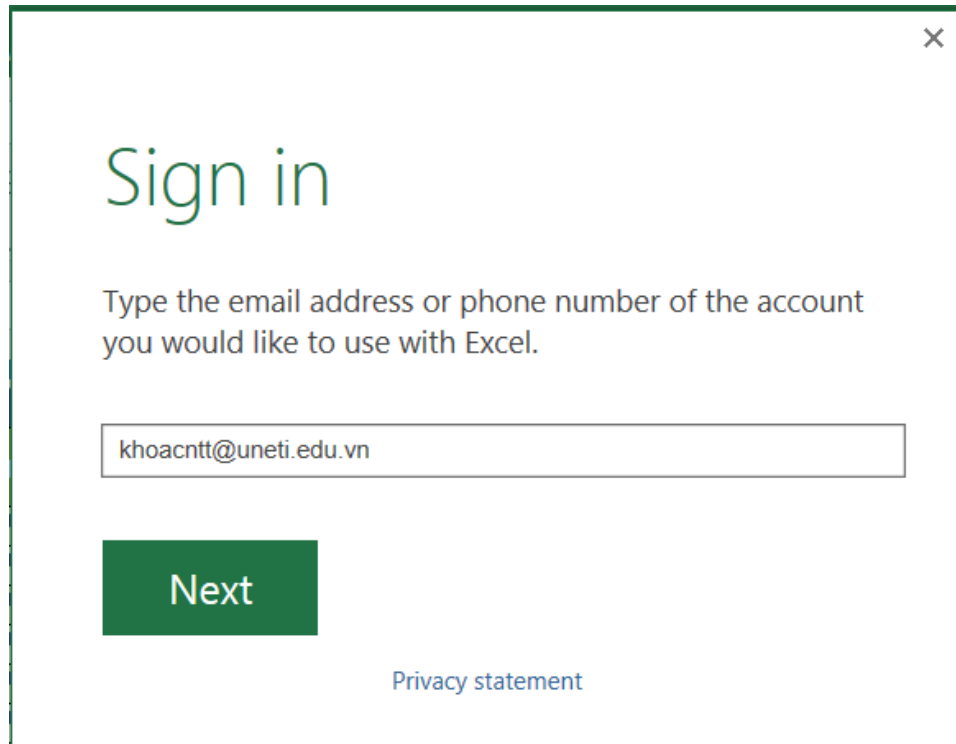 Sign in
Type the email address or phone number of the account
you would like to use with Excel.
khoacntt@uneti.edu.vn
Next
Privacy statement